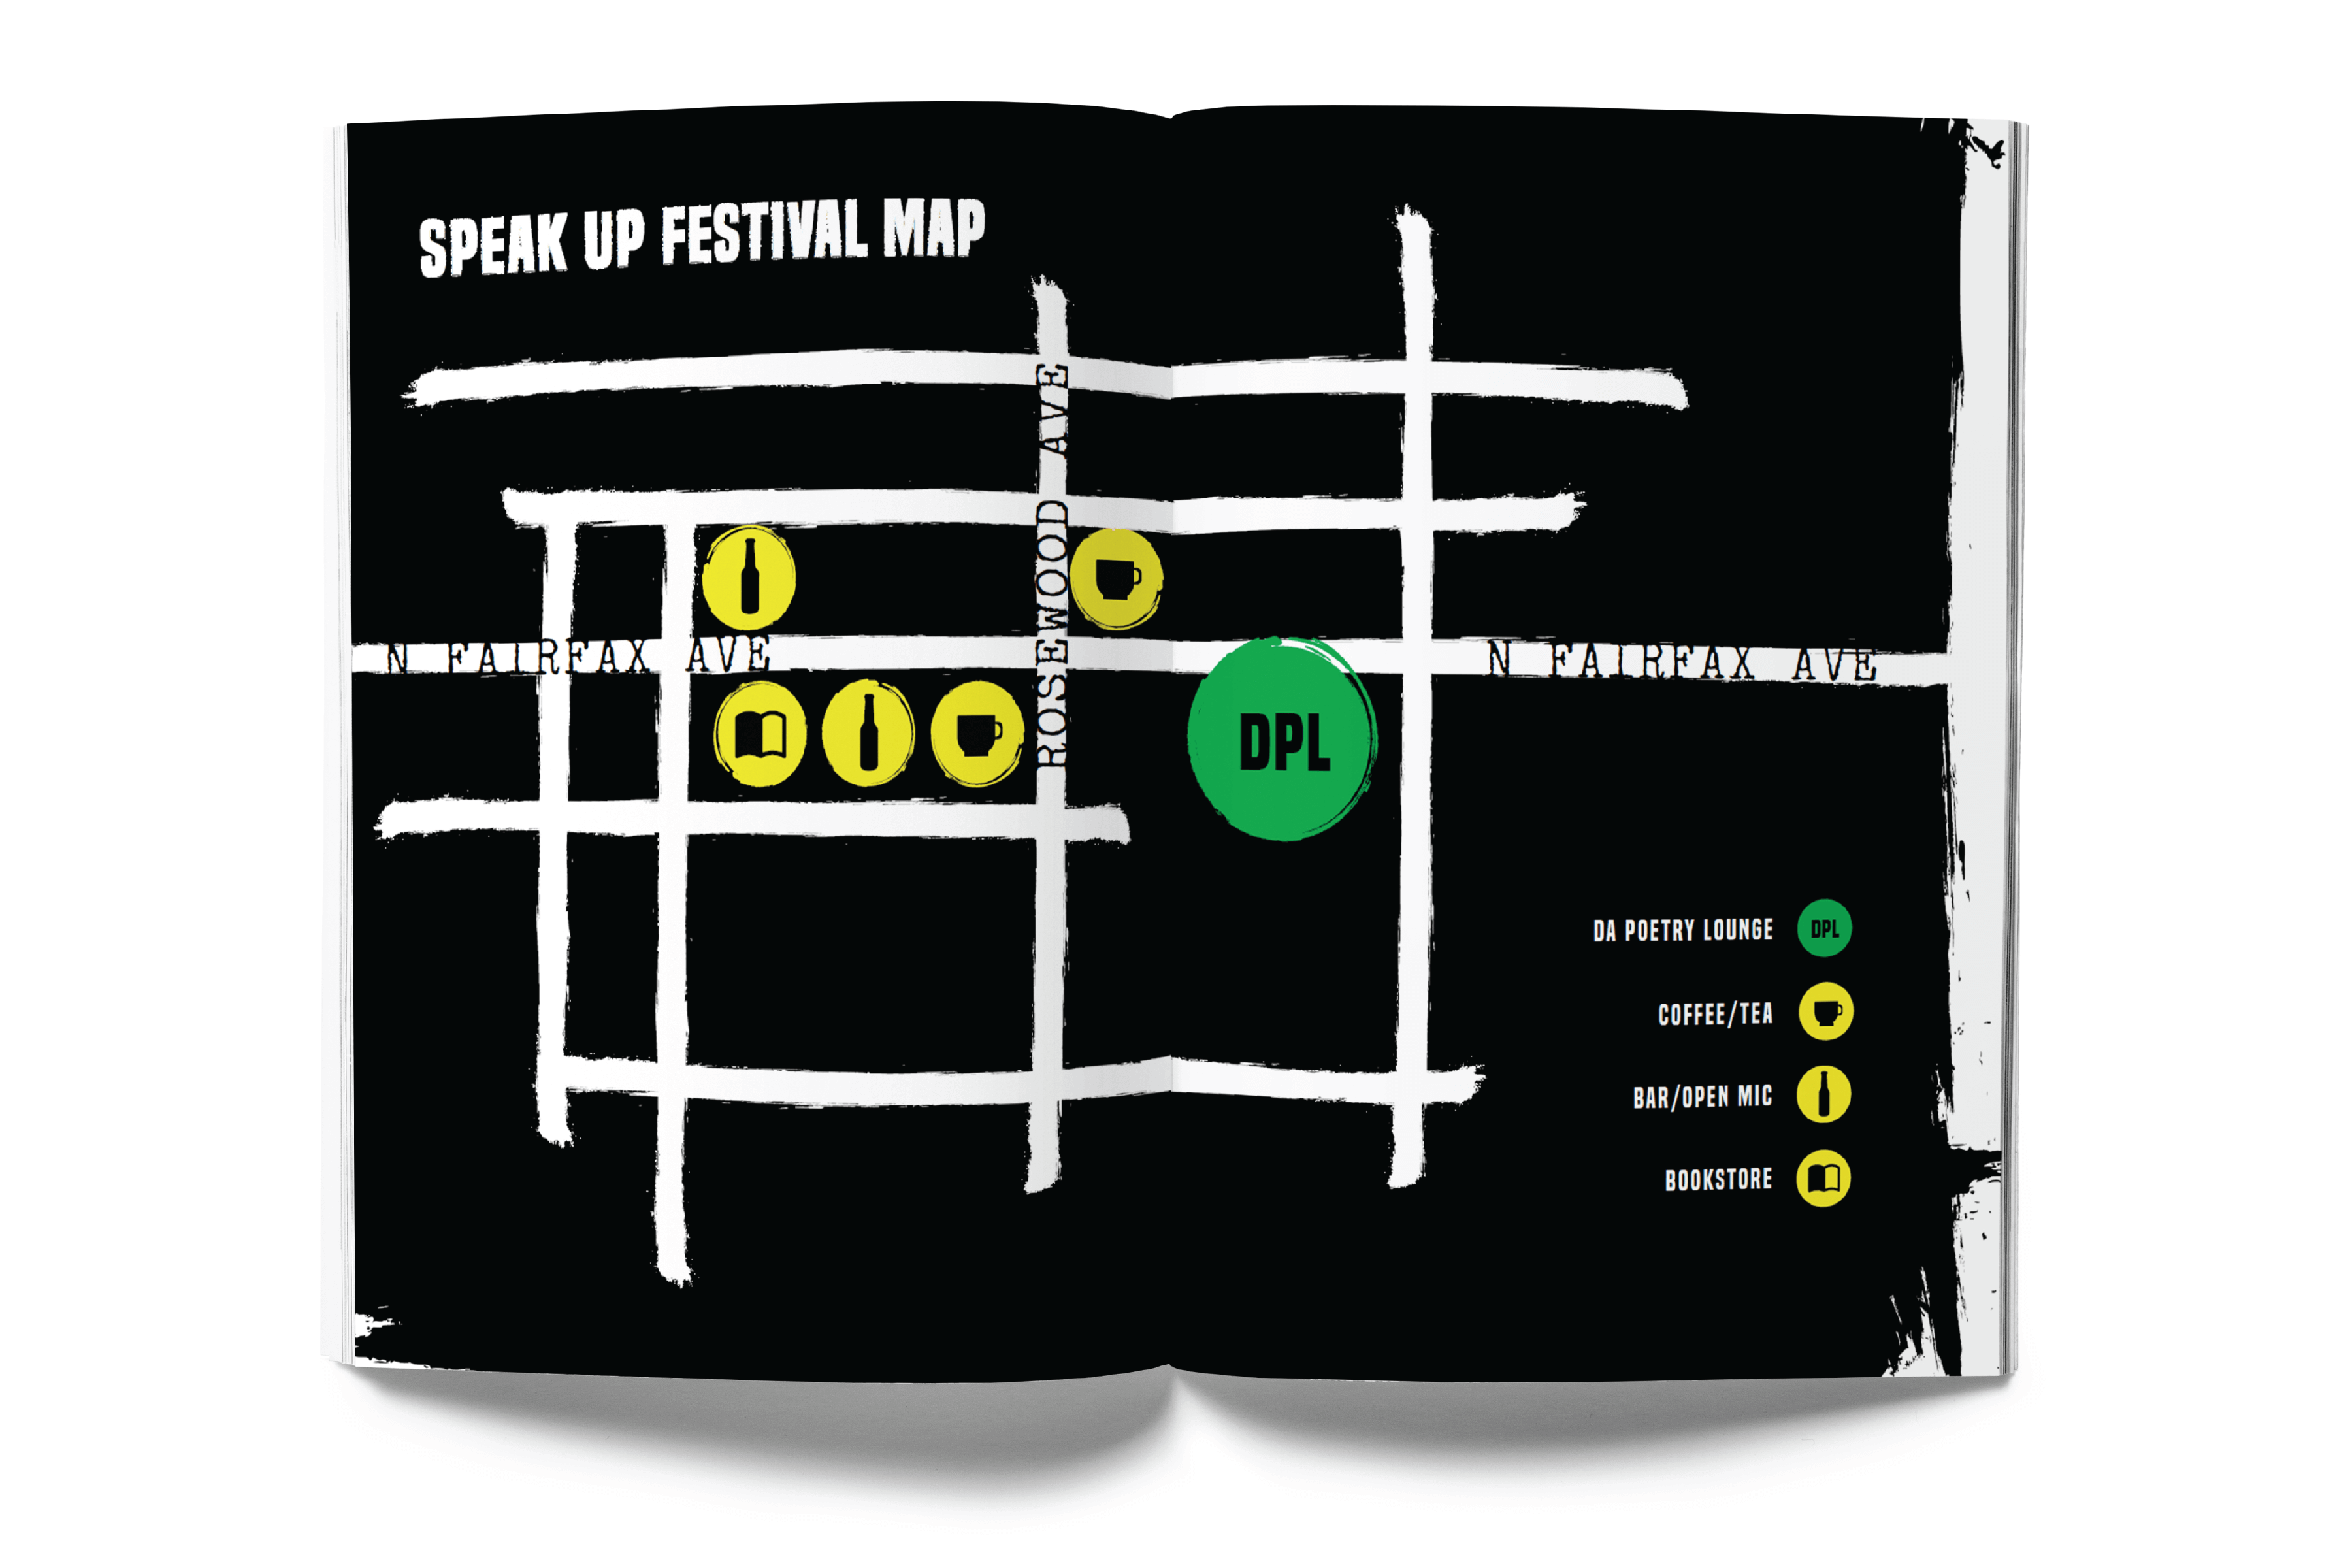 SPEAK UP FESTIVAL MAP
ROSEWOOD AVE
N FAIRFAX AVE
N FAIRFAX AVE
DPL
DA POETRY LOUNGE DPL
COFFEE/TEA
BAR/OPEN MIC
BOOKSTORE